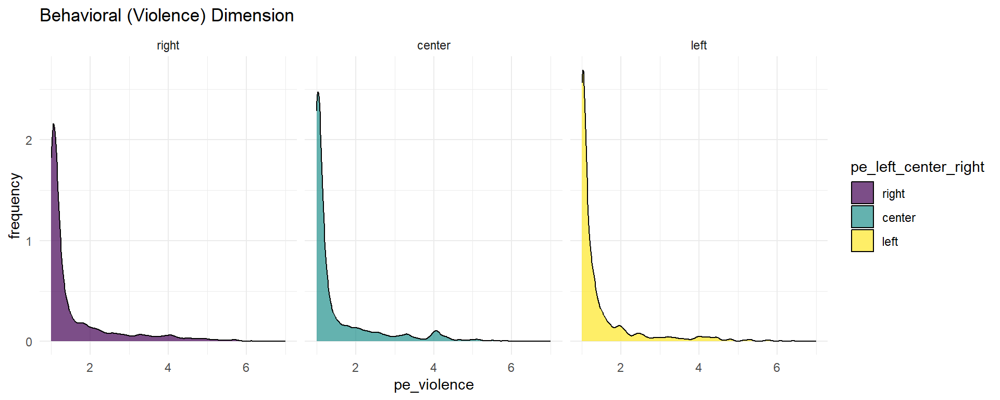 Behavioral (Violence) Dimension
right
center
left
frequency
2
1
0
2
4
6
2
4
6
2
4
6
pe_violence
pe_left_center_right
right
center
left